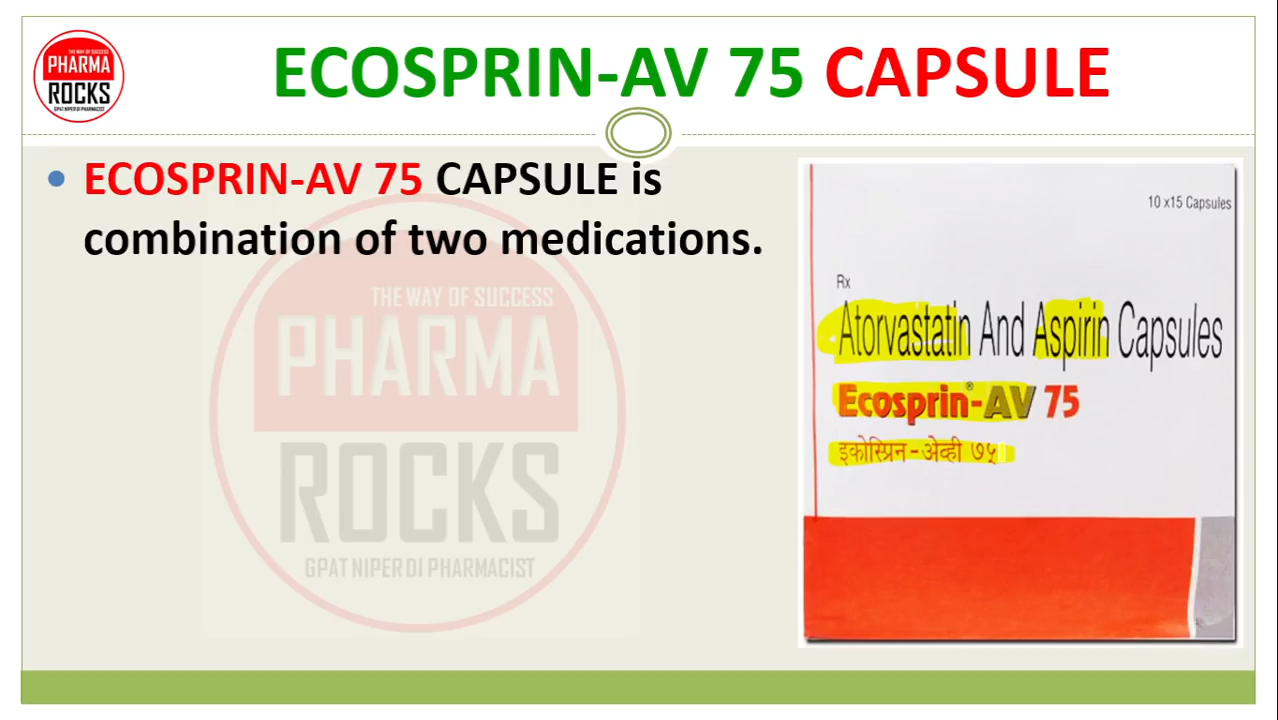 THE WAY OF SUCCESS
PHARMA
ROCKS
GPAT NIPER DI PHARMACIST
ECOSPRIN-AV 75 CAPSULE
• ECOSPRIN-AV 75 CAPSULE is
combination of two medications.
THE WAY OF SUCCESS
PHARMA
ROCKS
GPAT NIPER DI PHARMACIST
10 x15 Capsules
Rx
Atorvastatin And Aspirin Capsules
Ecosprin®-AV 75
इकोस्प्रिन - ओव्ही ७५